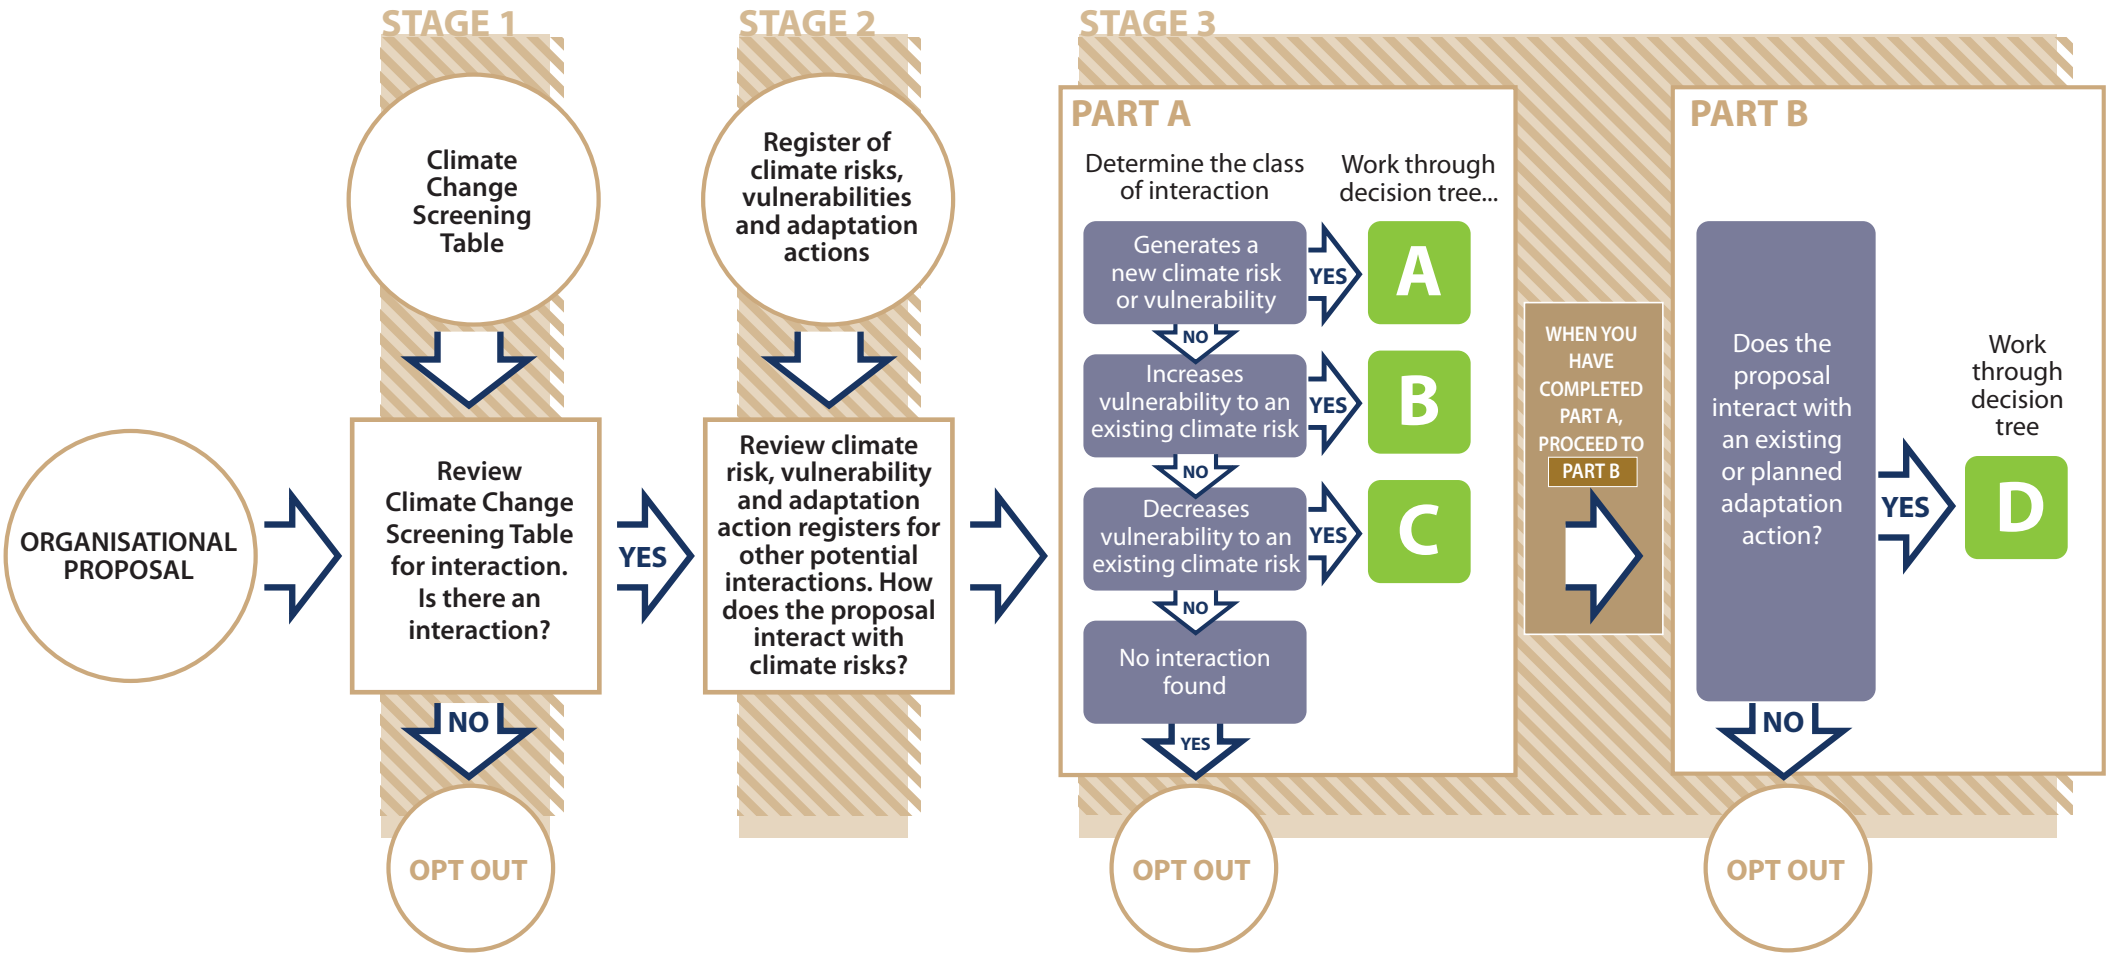 STAGE 1
STAGE 2
STAGE 3
ORGANISATIONAL
PROPOSAL
Climate
Change
Screening
Table
Review
Climate Change
Screening Table
for interaction.
Is there an
interaction?
YES
NO
OPT OUT
Register of
climate risks,
vulnerabilities
and adaptation
actions
Review climate
risk, vulnerability
and adaptation
action registers for
other potential
interactions. How
does the proposal
interact with
climate risks?
PART A
Determine the class
of interaction
Work through
decision tree...
Generates a
new climate risk
or vulnerability
YES
A
NO
Increases
vulnerability to an
existing climate risk
YES
B
NO
Decreases
vulnerability to an
existing climate risk
YES
C
NO
No interaction
found
YES
OPT OUT
WHEN YOU
HAVE
COMPLETED
PART A,
PROCEED TO
PART B
PART B
Does the
proposal
interact with
an existing
or planned
adaptation
action?
YES
Work
through
decision
tree
D
NO
OPT OUT